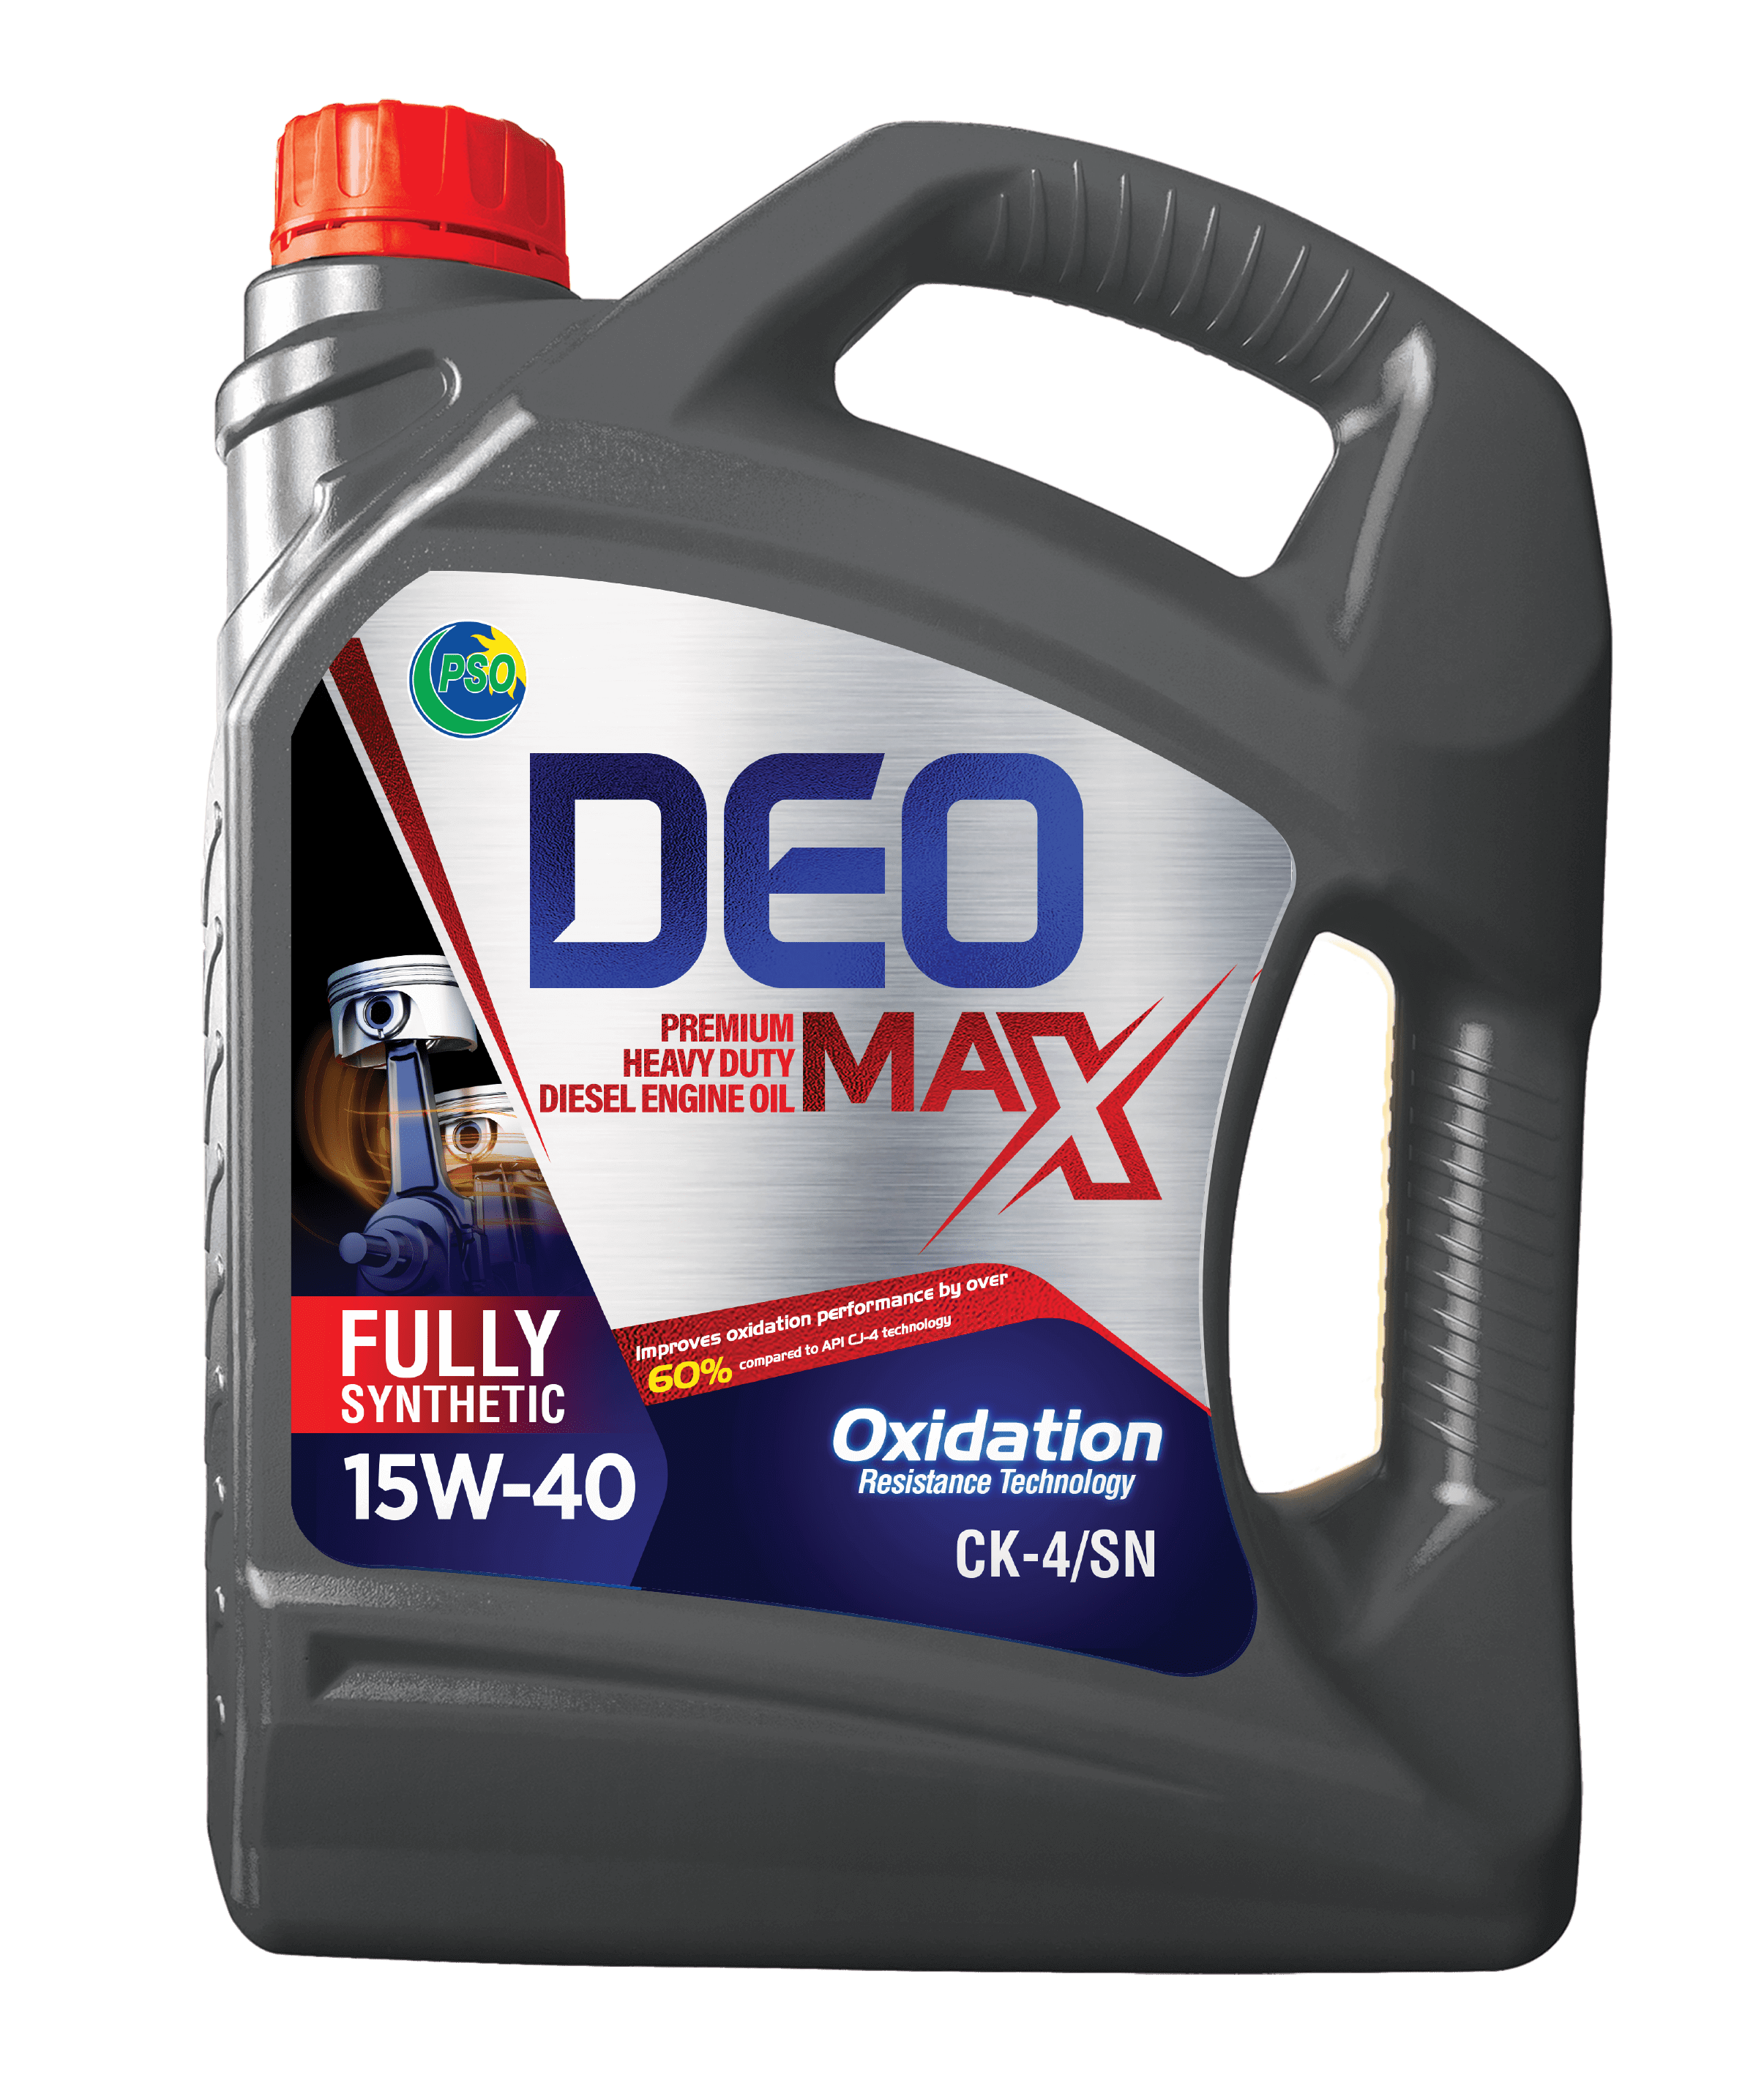 PSO
DEO
PREMIUM
HEAVY DUTY
DIESEL ENGINE OIL
MAX
Improves oxidation performance by over
60% compared to API CJ-4 technology
FULLY
SYNTHETIC
15W-40
Oxidation
Resistance Technology
CK-4/SN